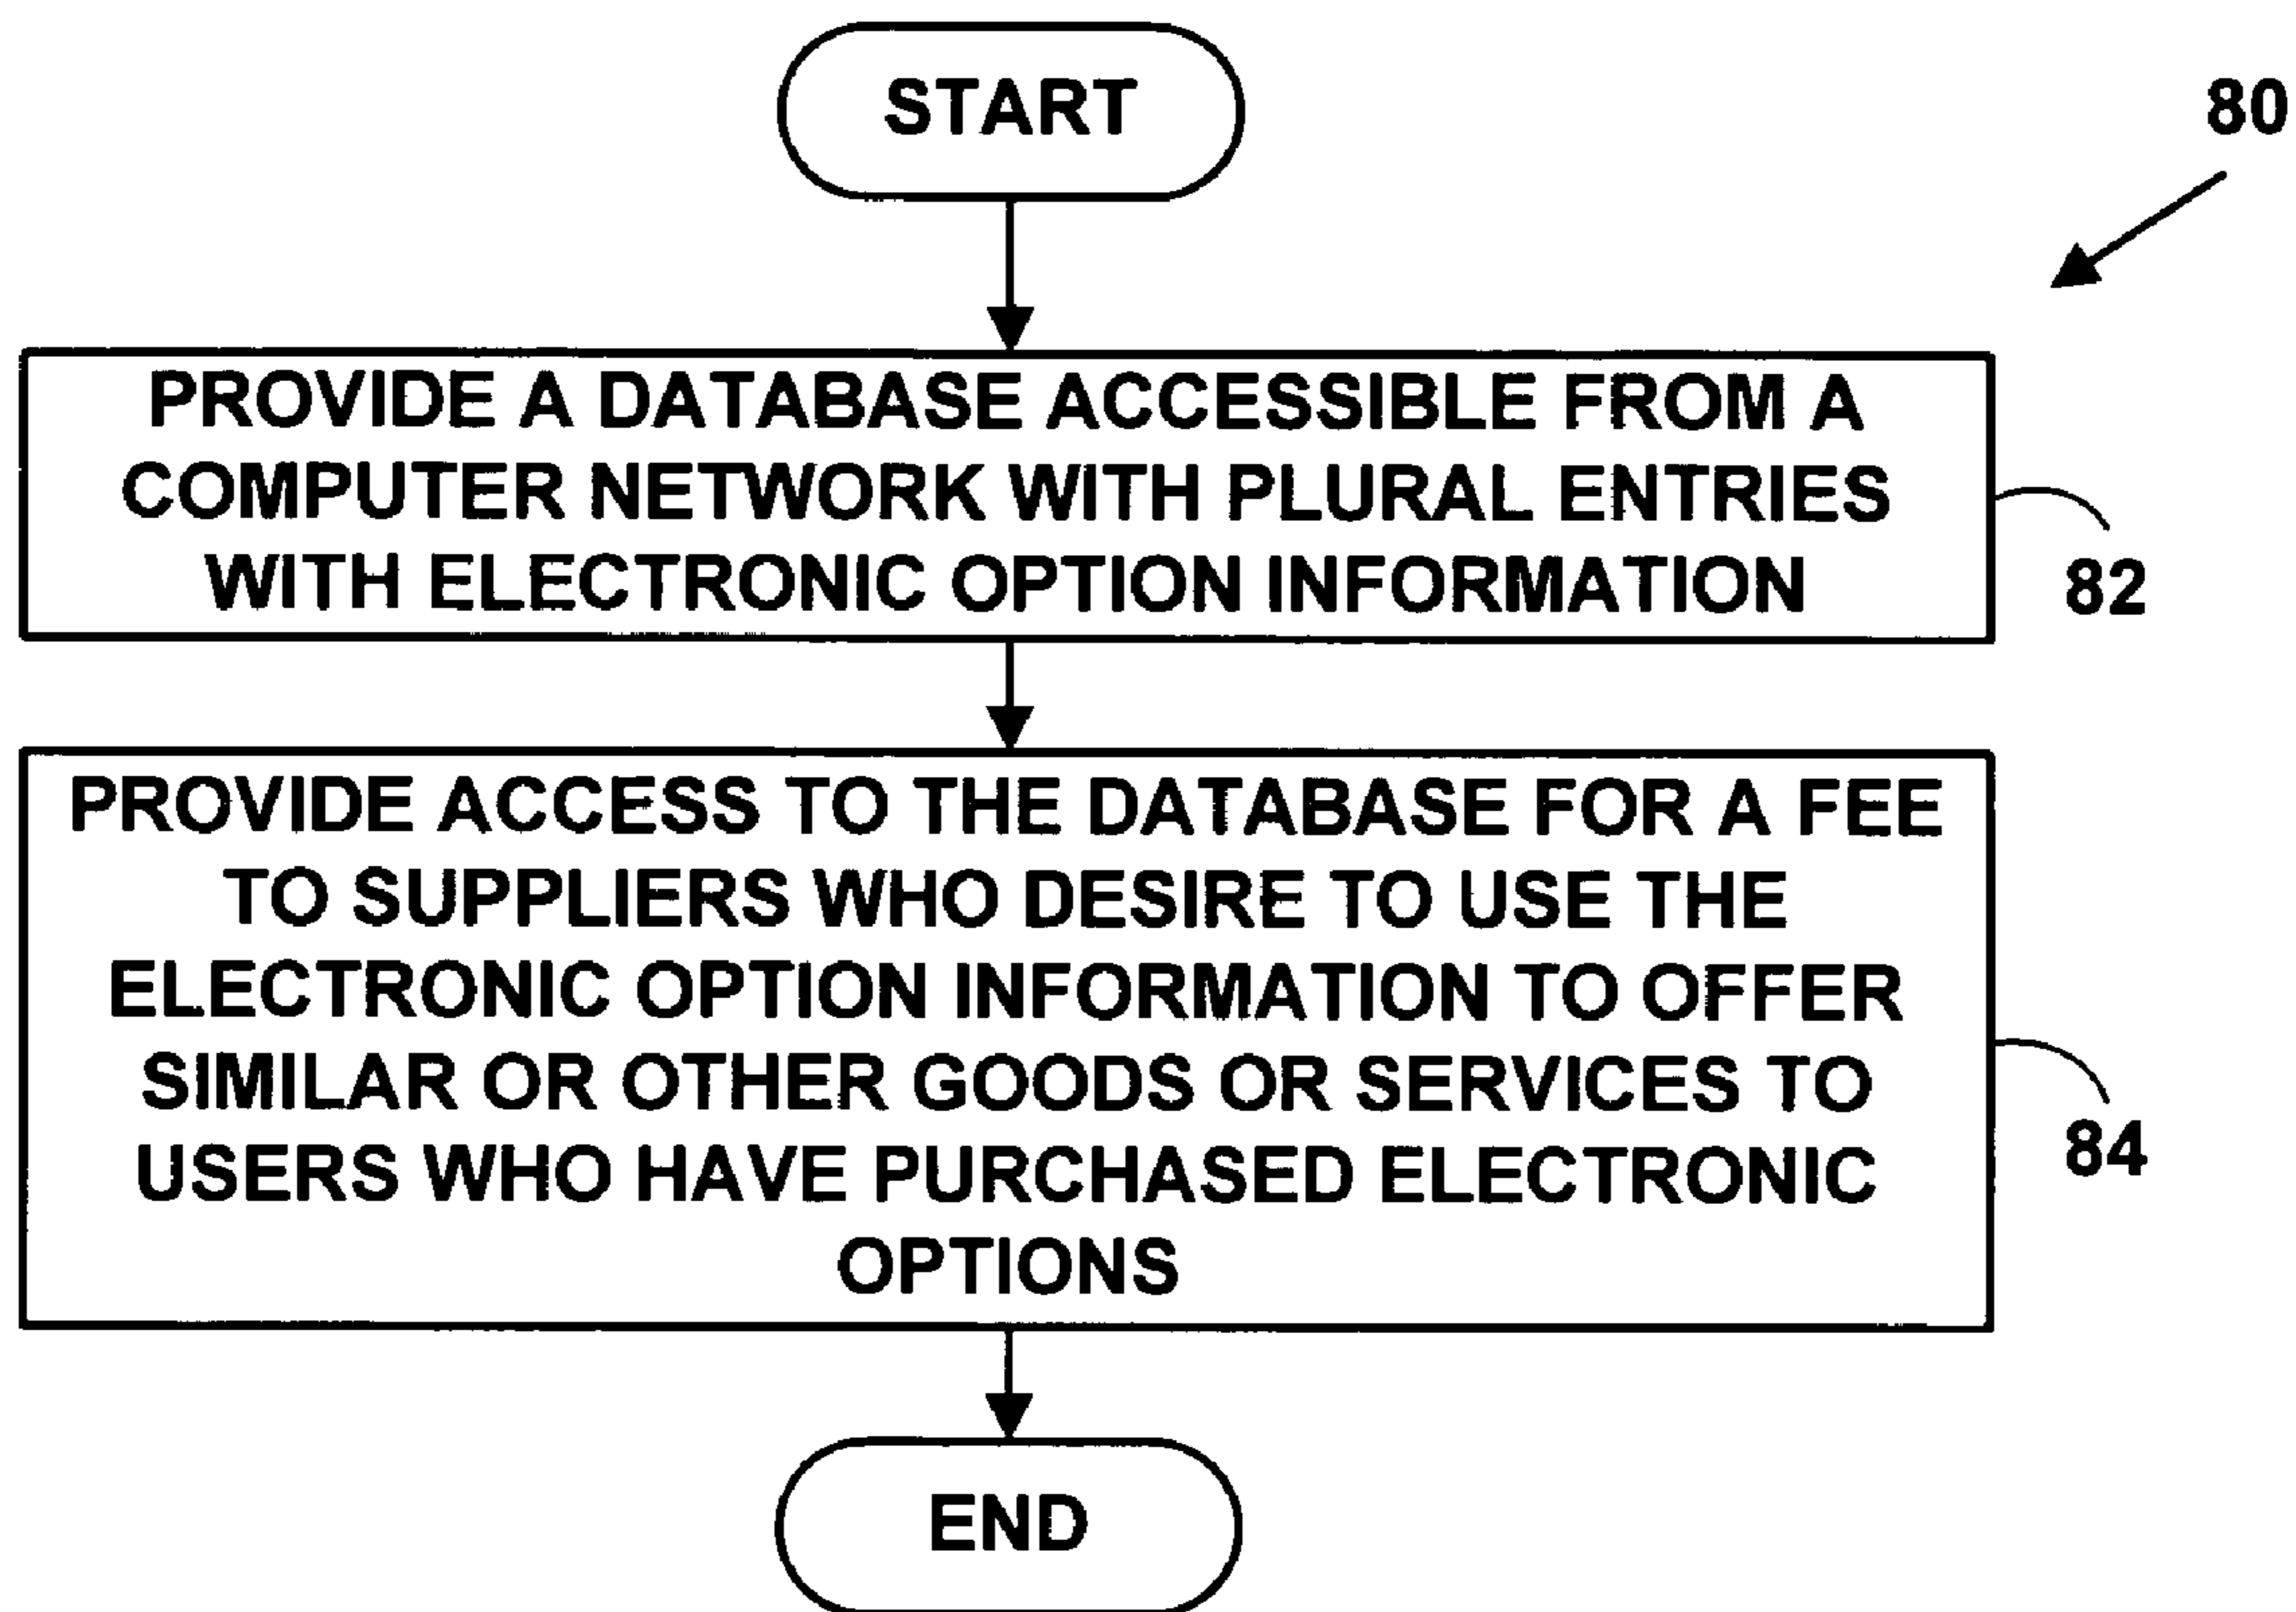 START
80
PROVIDE A DATABASE ACCESSIBLE FROM A
COMPUTER NETWORK WITH PLURAL ENTRIES
WITH ELECTRONIC OPTION INFORMATION
82
PROVIDE ACCESS TO THE DATABASE FOR A FEE
TO SUPPLIERS WHO DESIRE TO USE THE
ELECTRONIC OPTION INFORMATION TO OFFER
SIMILAR OR OTHER GOODS OR SERVICES TO
USERS WHO HAVE PURCHASED ELECTRONIC
OPTIONS
84
END